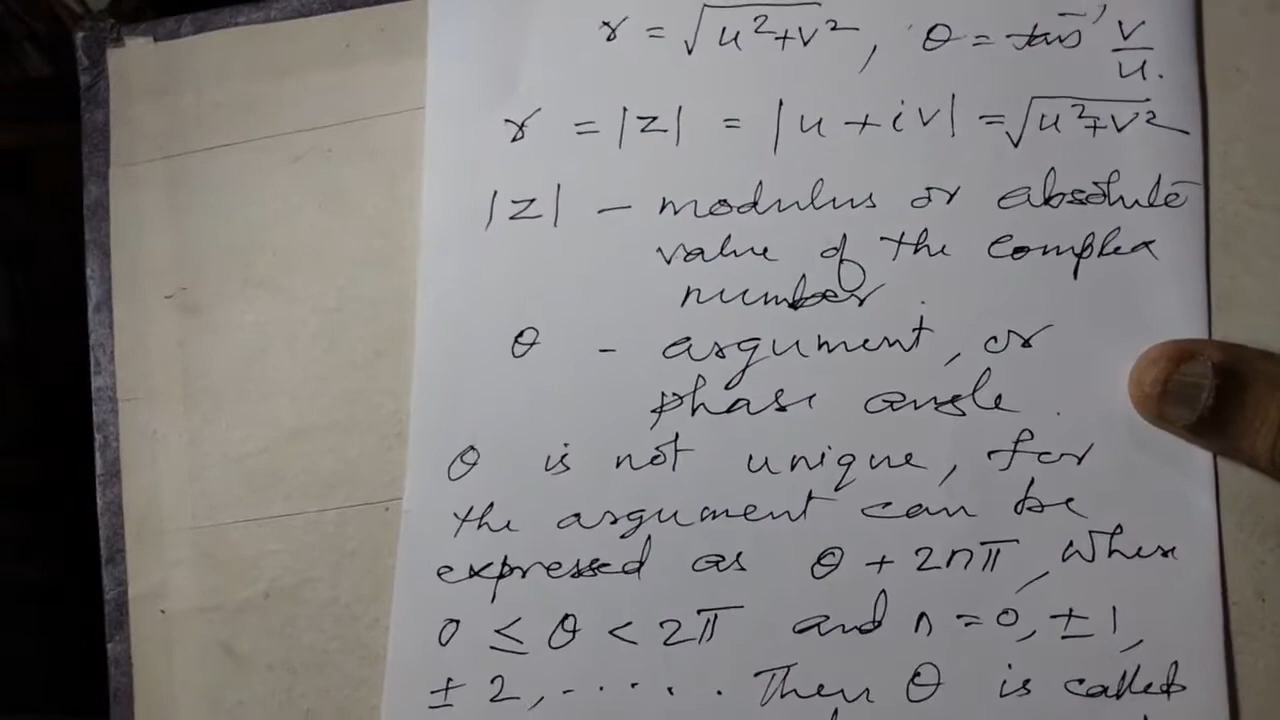 r = √u²+v², θ = tan⁻¹ v/u.
r = |z| = |u + iv| = √u²+v²
|z| – modulus or absolute
value of the complex
number.
θ – argument, or
phase angle.
θ is not unique, for
the argument can be
expressed as θ + 2nπ, where
0 ≤ θ < 2π and n = 0, ±1,
±2, ...... Then θ is called